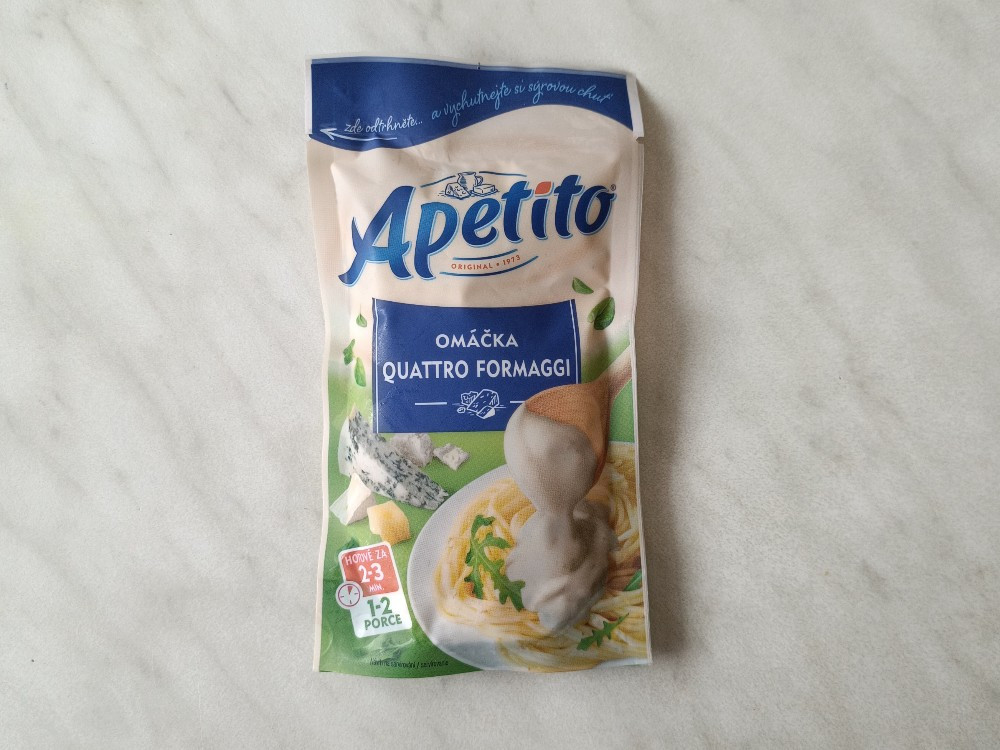 zde odtrhněte... a vychutnejte si sýrovou chuť
Apetito®
ORIGINAL • 1973
OMÁČKA
QUATTRO FORMAGGI
HOTOVÉ ZA
2-3
MIN.
1-2
PORCE